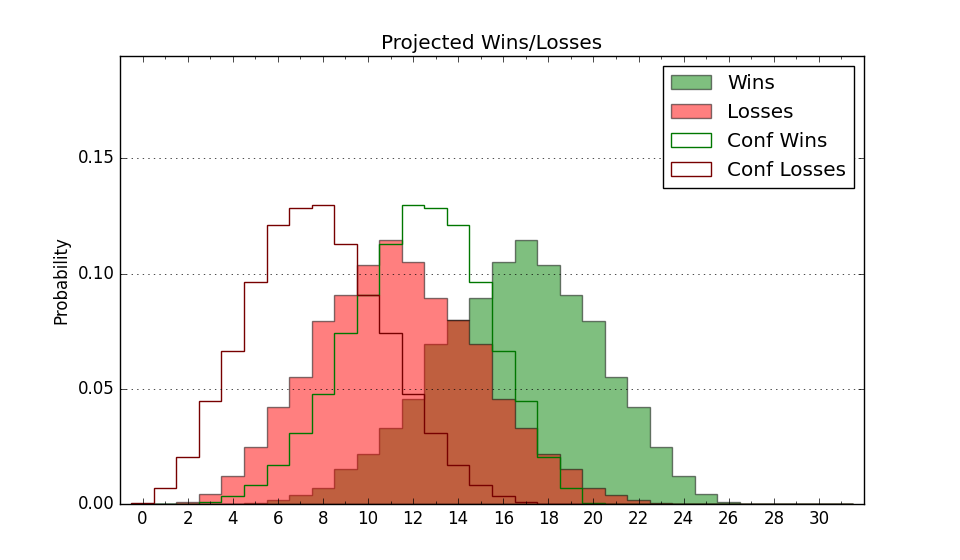 Projected Wins/Losses
Wins
Losses
Conf Wins
Conf Losses
Probability
0.15
0.10
0.05
0.00
0 2 4 6 8 10 12 14 16 18 20 22 24 26 28 30